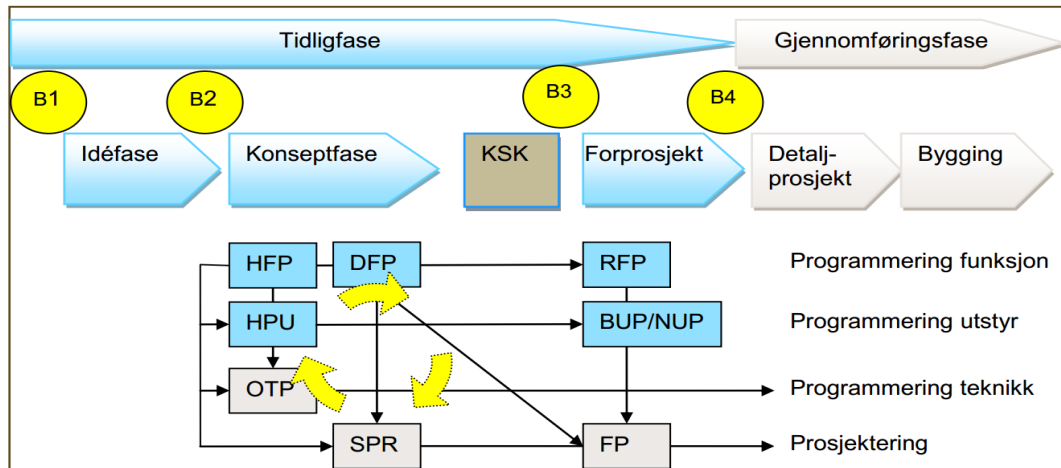 Tidligfase
Gjennomføringsfase
B1
B2
B3
B4
Idéfase
Konseptfase
KSK
Forprosjekt
Detalj-
prosjekt
Bygging
HFP
DFP
RFP
Programmering funksjon
HPU
BUP/NUP
Programmering utstyr
OTP
Programmering teknikk
SPR
FP
Prosjektering